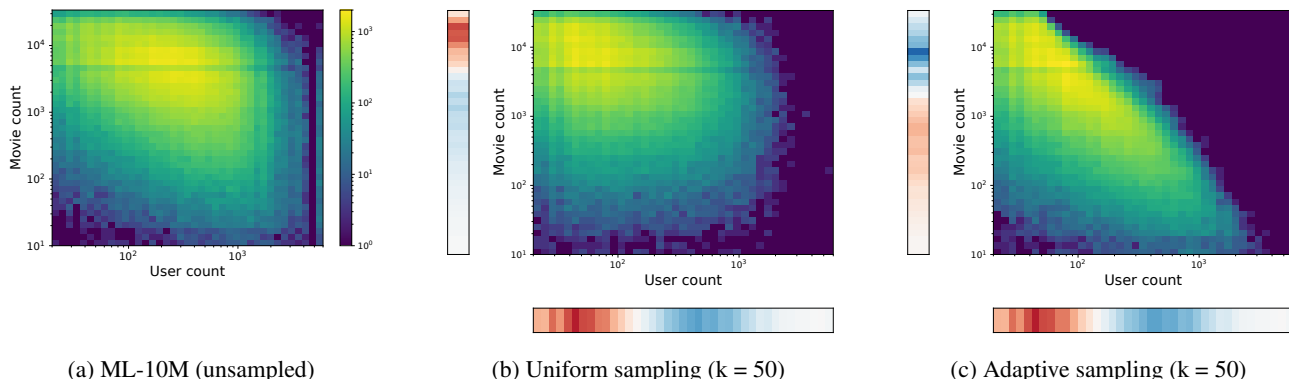 10⁴
10³
10²
10¹
Movie count
10²
10³
User count
10³
10²
10¹
10⁰
10⁴
10³
10²
10¹
Movie count
10²
10³
User count
10⁴
10³
10²
10¹
Movie count
10²
10³
User count
(a) ML-10M (unsampled)
(b) Uniform sampling (k = 50)
(c) Adaptive sampling (k = 50)